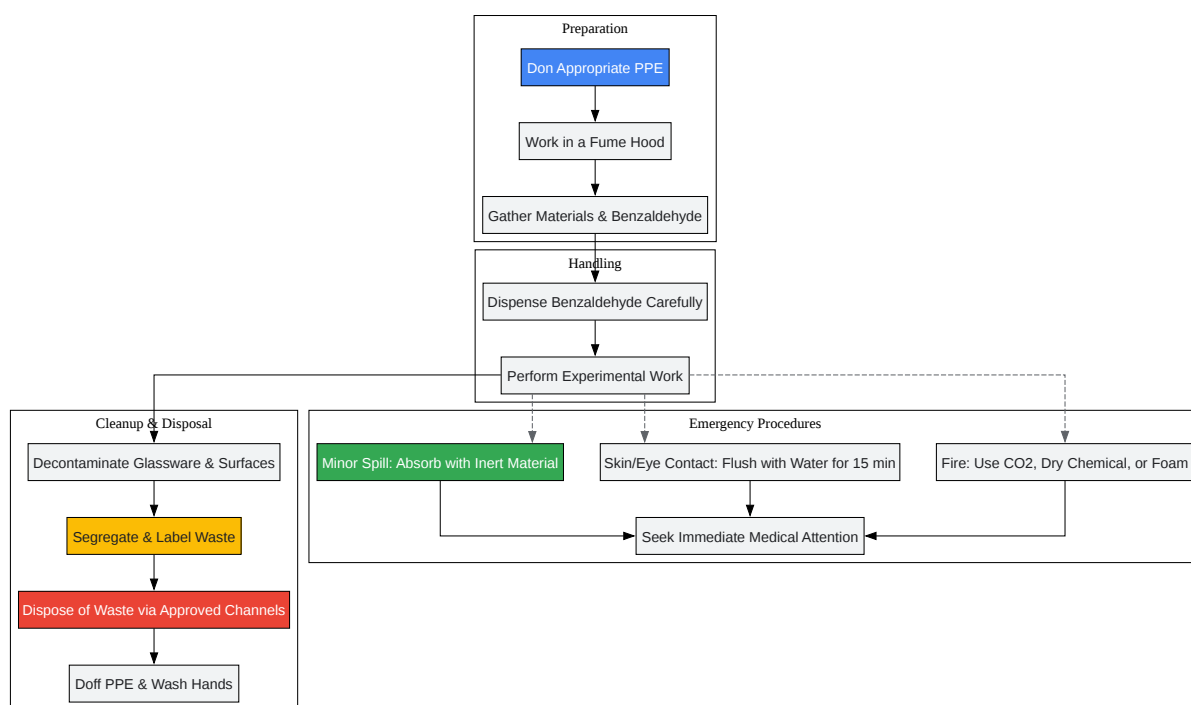 Preparation
Don Appropriate PPE
Work in a Fume Hood
Gather Materials & Benzaldehyde
Handling
Dispense Benzaldehyde Carefully
Perform Experimental Work
Cleanup & Disposal
Decontaminate Glassware & Surfaces
Segregate & Label Waste
Dispose of Waste via Approved Channels
Doff PPE & Wash Hands
Emergency Procedures
Minor Spill: Absorb with Inert Material
Skin/Eye Contact: Flush with Water for 15 min
Fire: Use CO2, Dry Chemical, or Foam
Seek Immediate Medical Attention